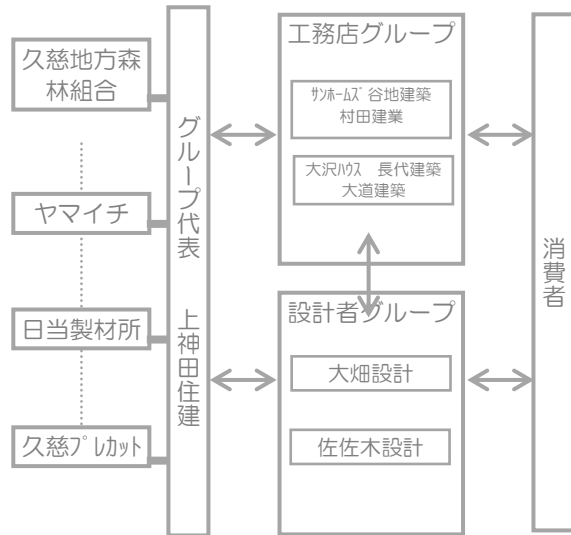 久慈地方森
林組合
ヤマイチ
日当製材所
久慈プレカット
グループ代表　上神田住建
工務店グループ
サンホームズ 谷地建築
村田建業
大沢ハウス　長代建築
大道建築
設計者グループ
大畑設計
佐佐木設計
消費者